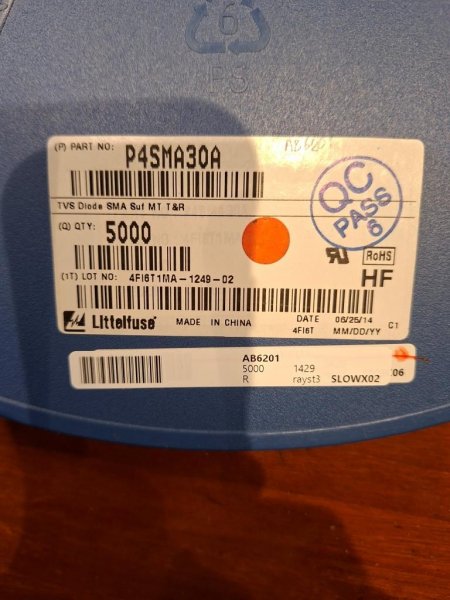 6
PS
AB6201
(P) PART NO: P4SMA30A
TVS Diode SMA Suf MT T&R
(Q) QTY: 5000
QC
PASS
6
RoHS
HF
(1T) LOT NO: 4FI6T1MA-1249-02
Littelfuse
MADE IN CHINA
DATE 06/25/14 C1
4FI6T MM/DD/YY
AB6201
5000 1429
R rayst3 SLOWX02 06